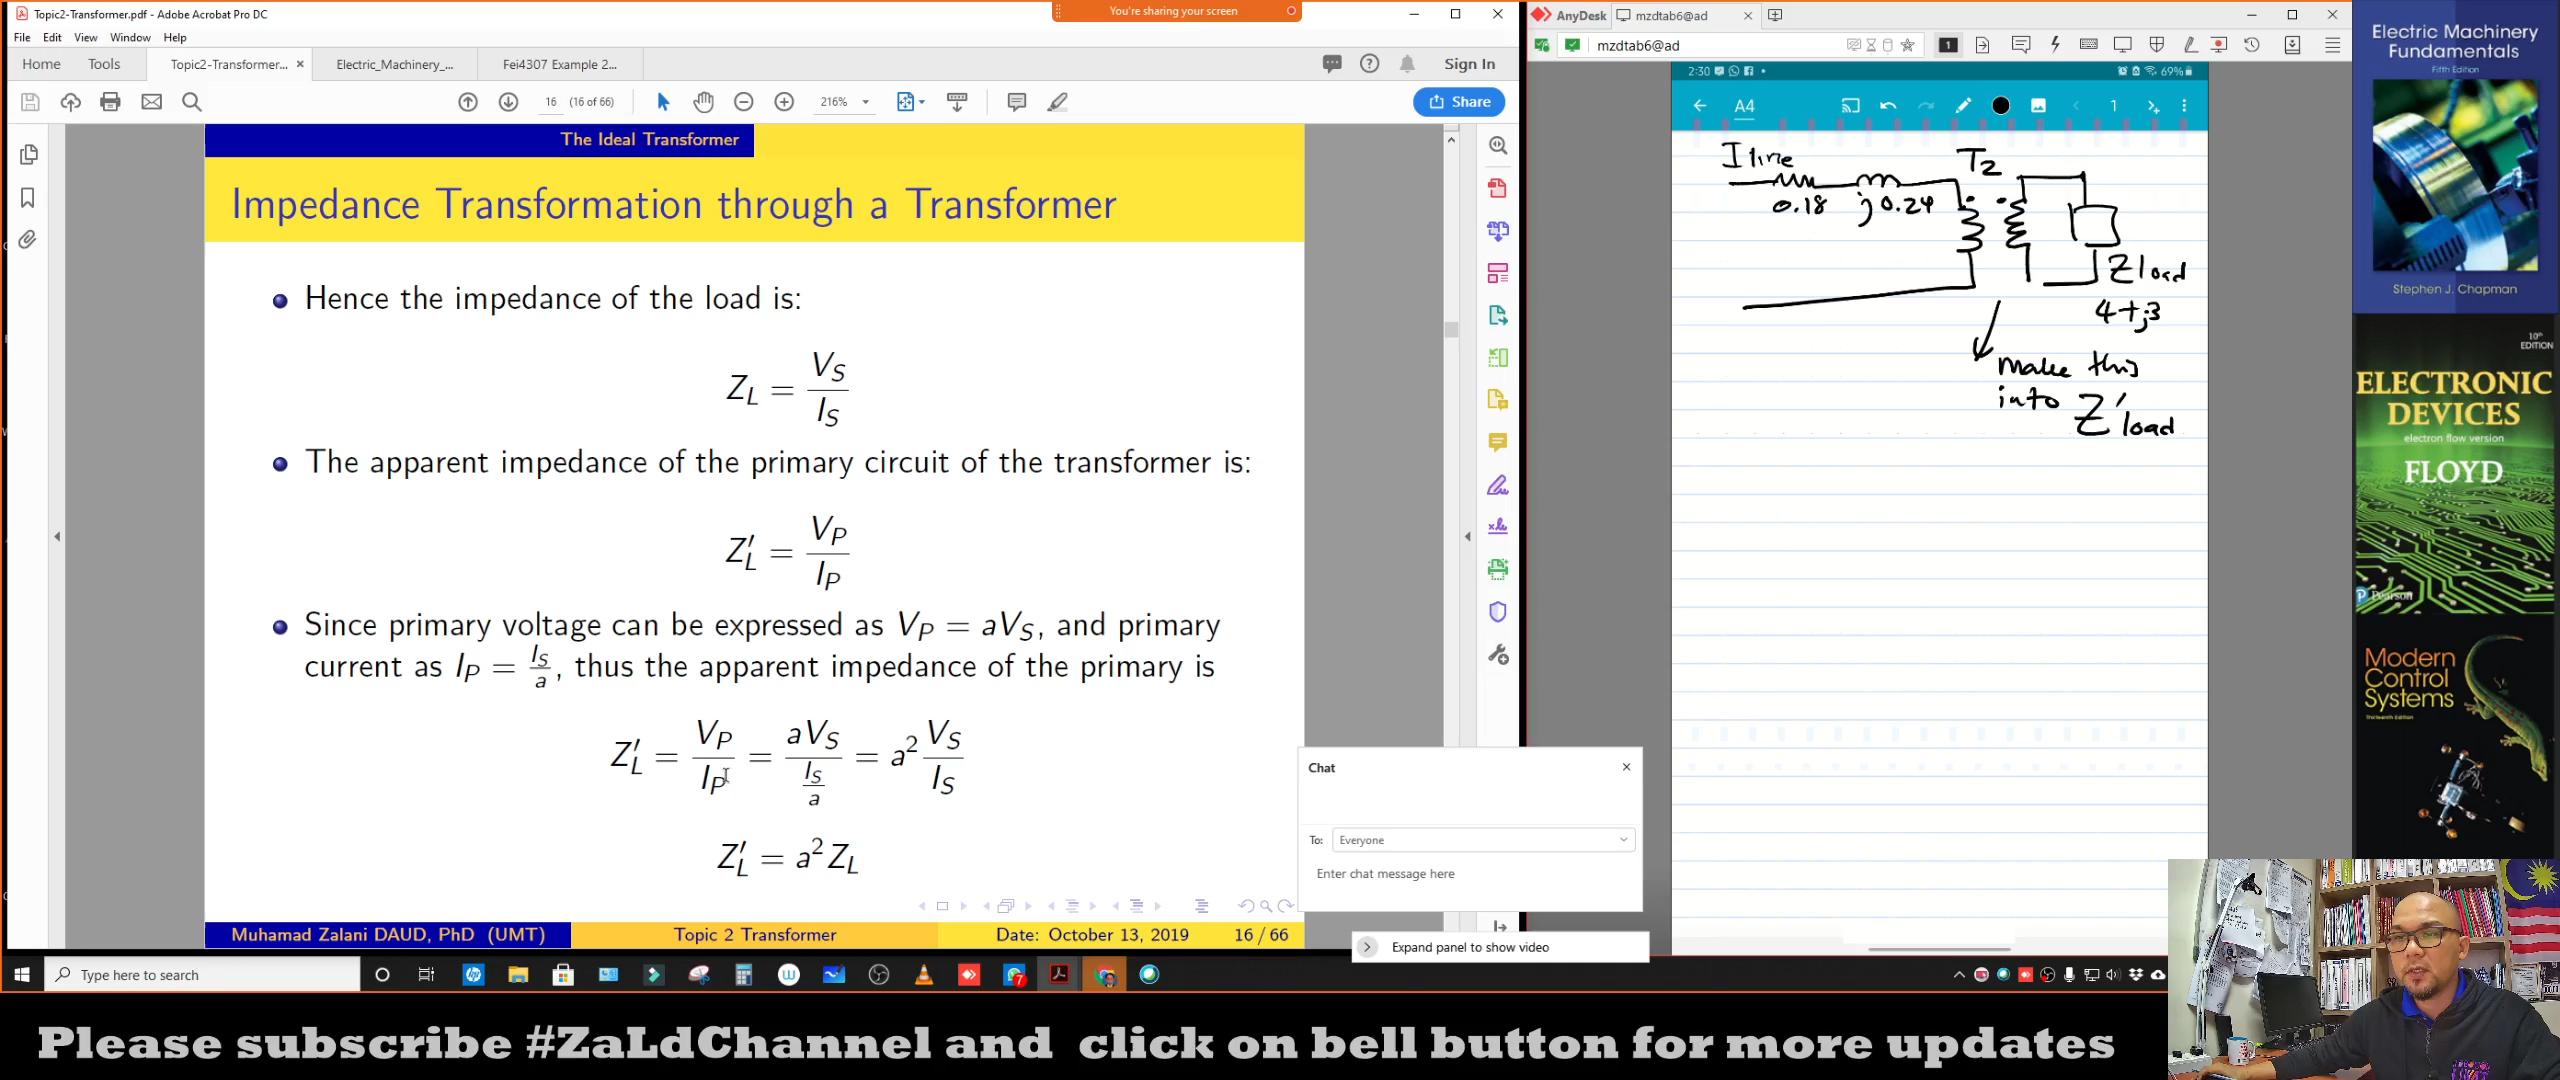 Topic2-Transformer.pdf - Adobe Acrobat Pro DC
You're sharing your screen
File Edit View Window Help
Home Tools Topic2-Transformer... × Electric_Machinery_... Fei4307 Example 2... Sign In
16 (16 of 66) 216% Share
The Ideal Transformer
Impedance Transformation through a Transformer
Hence the impedance of the load is:
Z_L = V_S / I_S
The apparent impedance of the primary circuit of the transformer is:
Z'_L = V_P / I_P
Since primary voltage can be expressed as V_P = aV_S, and primary
current as I_P = I_S/a, thus the apparent impedance of the primary is
Z'_L = V_P / I_P = aV_S / (I_S/a) = a² V_S / I_S
Z'_L = a² Z_L
Muhamad Zalani DAUD, PhD (UMT) Topic 2 Transformer Date: October 13, 2019 16 / 66
Chat
To: Everyone
Enter chat message here
Expand panel to show video
Type here to search
AnyDesk mzdtab6@ad
mzdtab6@ad 1
2:30 69%
A4 1
I line T2
0.18 j0.24
Z load
4+j3
make this
into Z'load
Electric Machinery
Fundamentals
Fifth Edition
Stephen J. Chapman
10th
EDITION
ELECTRONIC
DEVICES
electron flow version
FLOYD
Pearson
Modern
Control
Systems
Thirteenth Edition
Please subscribe #ZaLdChannel and click on bell button for more updates